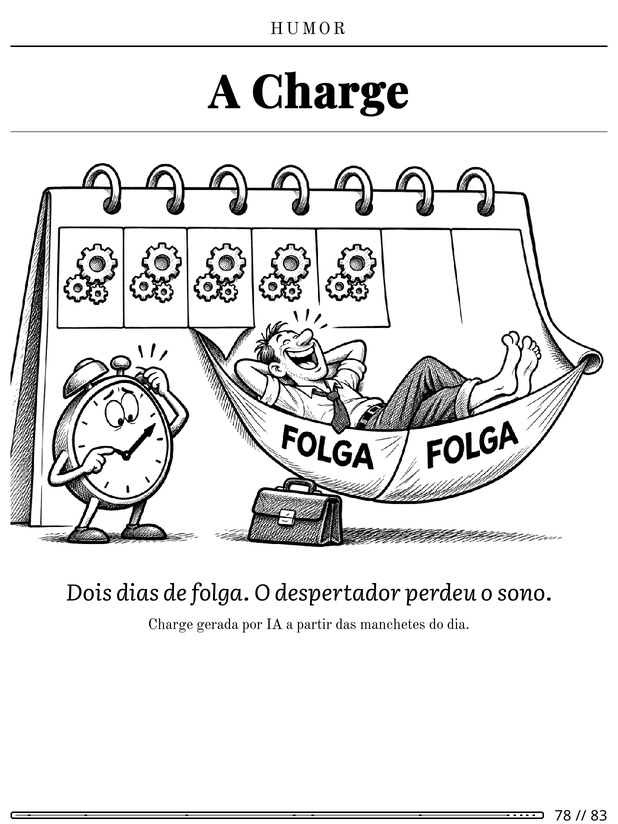 HUMOR
A Charge
FOLGA
FOLGA
Dois dias de folga. O despertador perdeu o sono.
Charge gerada por IA a partir das manchetes do dia.
78 // 83